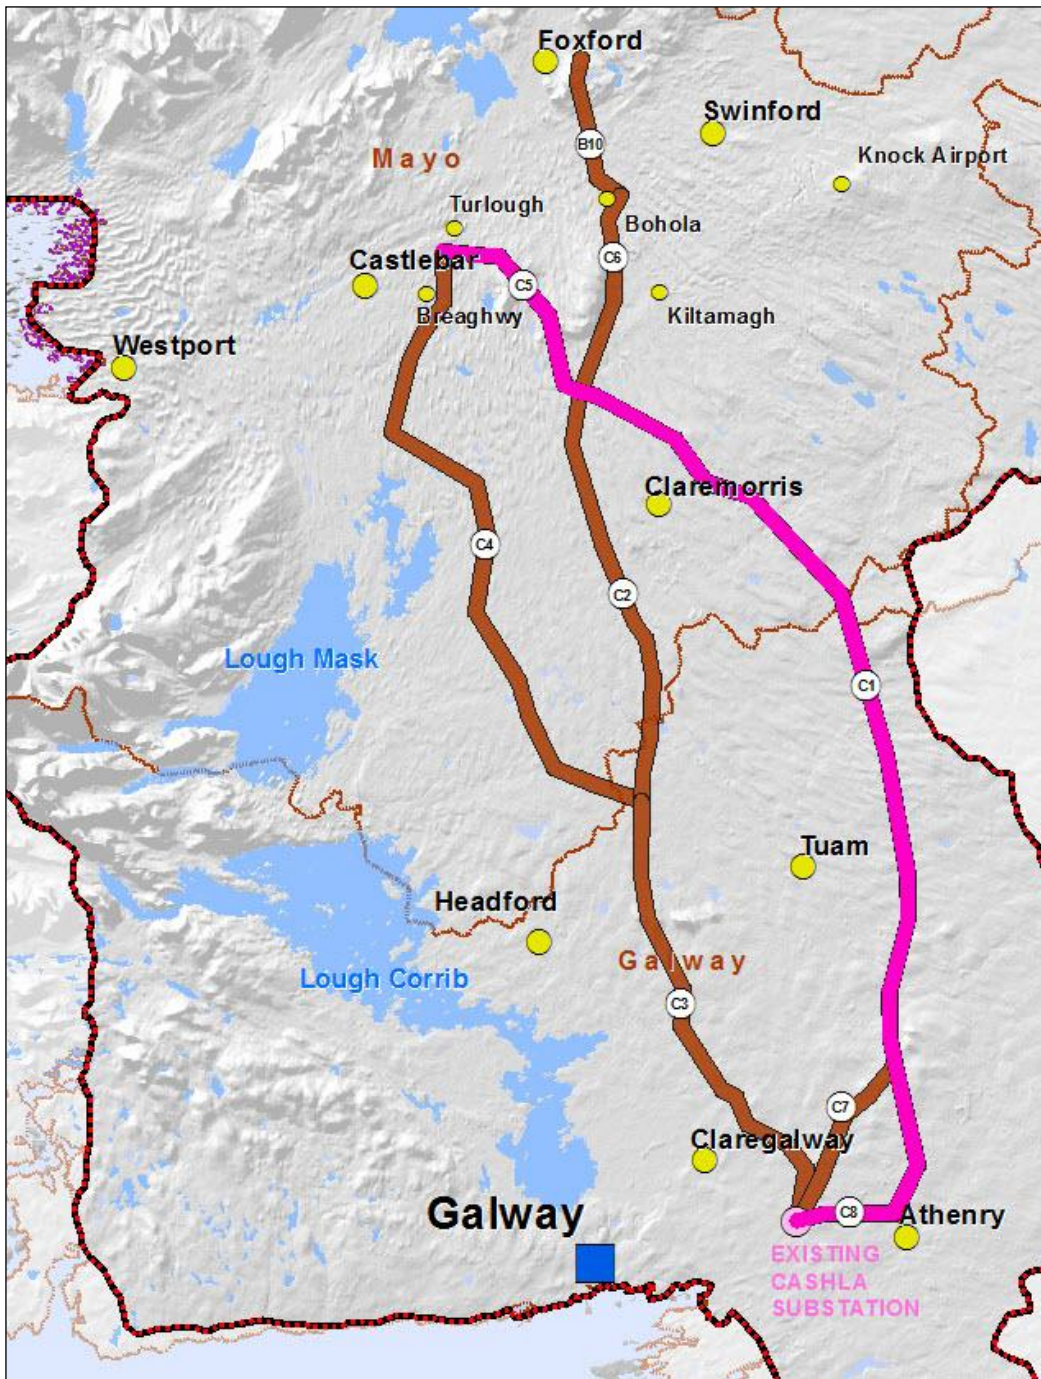 Foxford
Swinford
B10
Mayo
Knock Airport
Turlough
Bohola
Castlebar
C6
C5
Breaghwy
Kiltamagh
Westport
Claremorris
C4
C2
Lough Mask
C1
Tuam
Headford
Galway
Lough Corrib
C3
C7
Claregalway
Galway
C8
Athenry
EXISTING
CASHLA
SUBSTATION